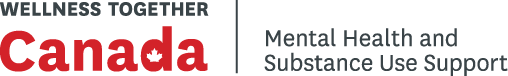 WELLNESS TOGETHER
Canada
Mental Health and
Substance Use Support